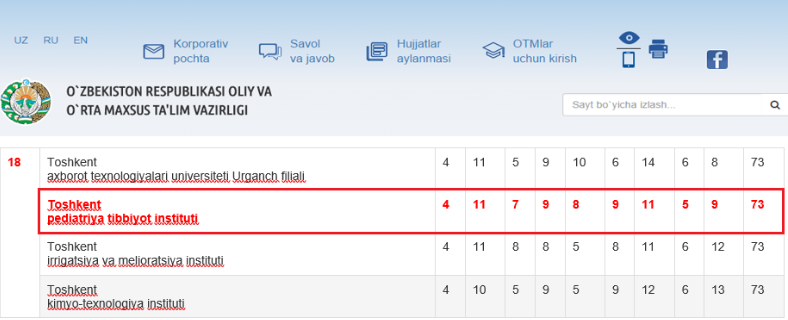 UZ RU EN
Korporativ
pochta
Savol
va javob
Hujjatlar
aylanmasi
OTMlar
uchun kirish
f
O`ZBEKISTON RESPUBLIKASI OLIY VA
O`RTA MAXSUS TA'LIM VAZIRLIGI
Sayt bo`yicha izlash...
18 Toshkent 4 11 5 9 10 6 14 6 8 73
axborot texnologiyalari universiteti Urganch filiali
Toshkent 4 11 7 9 8 9 11 5 9 73
pediatriya tibbiyot instituti
Toshkent 4 11 8 8 5 8 11 6 12 73
irrigatsiya va melioratsiya instituti
Toshkent 4 10 5 9 5 9 12 6 13 73
kimyo-texnologiya instituti